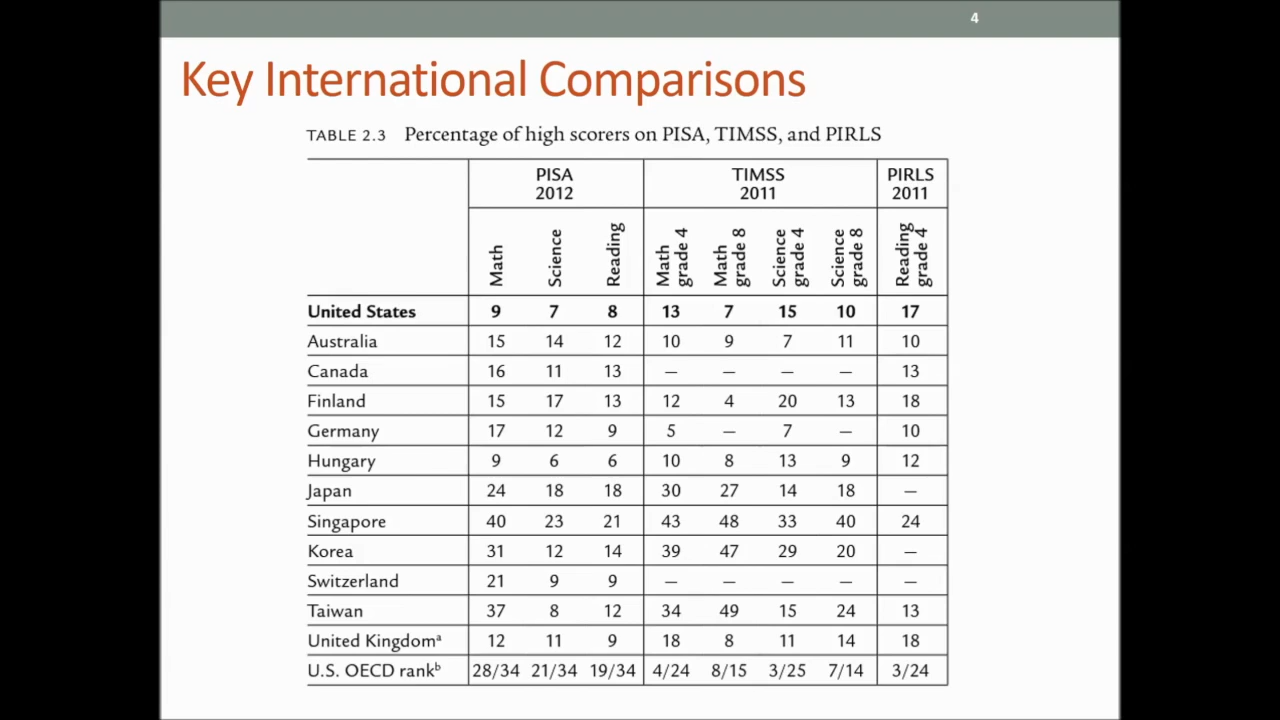 4
Key International Comparisons
TABLE 2.3 Percentage of high scorers on PISA, TIMSS, and PIRLS
PISA 2012 TIMSS 2011 PIRLS 2011
Math Science Reading Math grade 4 Math grade 8 Science grade 4 Science grade 8 Reading grade 4
United States 9 7 8 13 7 15 10 17
Australia 15 14 12 10 9 7 11 10
Canada 16 11 13 — — — — 13
Finland 15 17 13 12 4 20 13 18
Germany 17 12 9 5 — 7 — 10
Hungary 9 6 6 10 8 13 9 12
Japan 24 18 18 30 27 14 18 —
Singapore 40 23 21 43 48 33 40 24
Korea 31 12 14 39 47 29 20 —
Switzerland 21 9 9 — — — — —
Taiwan 37 8 12 34 49 15 24 13
United Kingdomᵃ 12 11 9 18 8 11 14 18
U.S. OECD rankᵇ 28/34 21/34 19/34 4/24 8/15 3/25 7/14 3/24